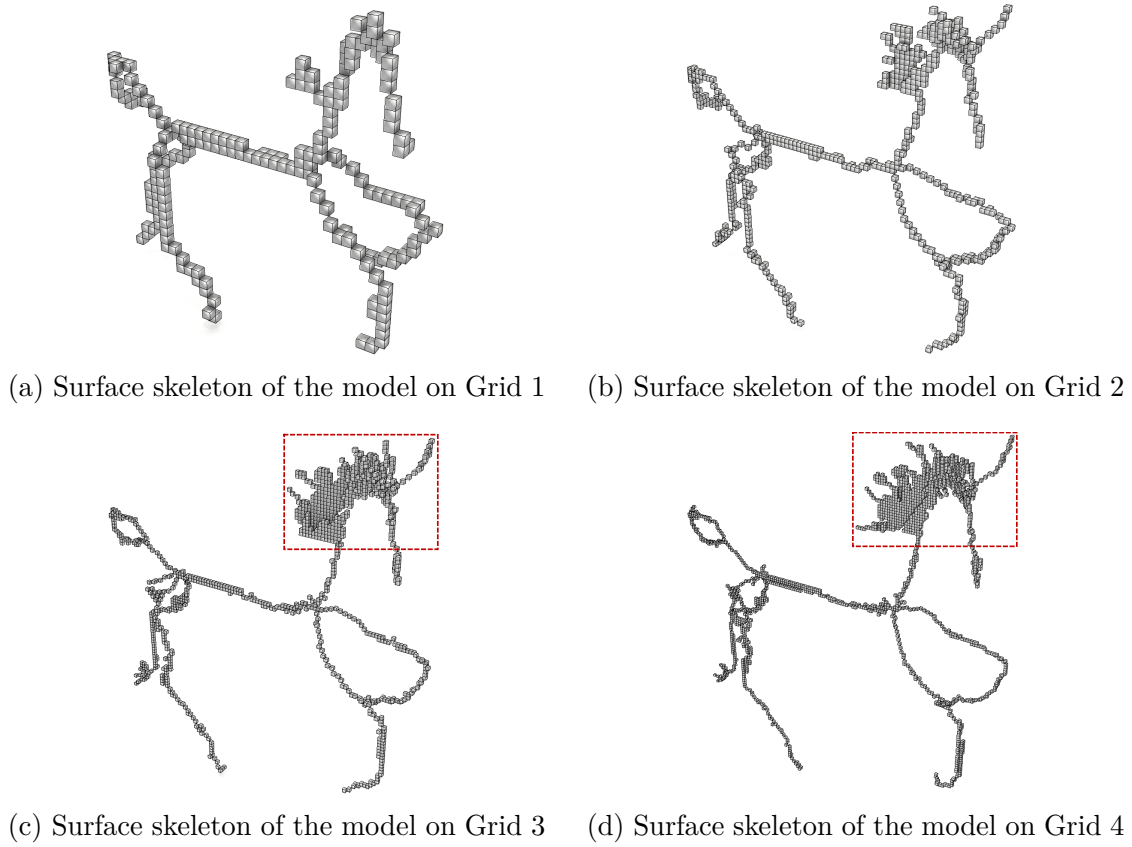 (a) Surface skeleton of the model on Grid 1
(b) Surface skeleton of the model on Grid 2
(c) Surface skeleton of the model on Grid 3
(d) Surface skeleton of the model on Grid 4